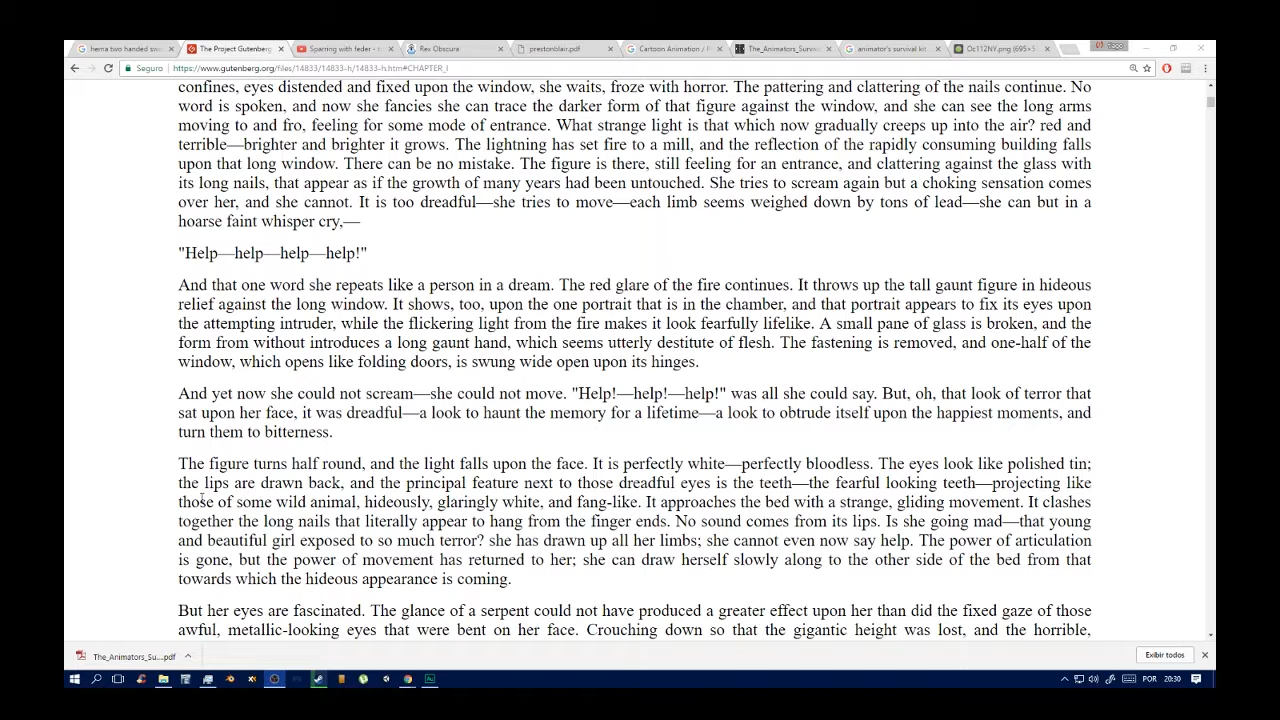 hema two handed swo
The Project Gutenberg
Sparring with feder - to
Rex Obscura
prestonblair.pdf
Cartoon Animation / Pr
The_Animators_Surviva
animator's survival kit
Oc112NY.png (695×5
Seguro
https://www.gutenberg.org/files/14833/14833-h/14833-h.htm#CHAPTER_I
confines, eyes distended and fixed upon the window, she waits, froze with horror. The pattering and clattering of the nails continue. No
word is spoken, and now she fancies she can trace the darker form of that figure against the window, and she can see the long arms
moving to and fro, feeling for some mode of entrance. What strange light is that which now gradually creeps up into the air? red and
terrible—brighter and brighter it grows. The lightning has set fire to a mill, and the reflection of the rapidly consuming building falls
upon that long window. There can be no mistake. The figure is there, still feeling for an entrance, and clattering against the glass with
its long nails, that appear as if the growth of many years had been untouched. She tries to scream again but a choking sensation comes
over her, and she cannot. It is too dreadful—she tries to move—each limb seems weighed down by tons of lead—she can but in a
hoarse faint whisper cry,—
"Help—help—help—help!"
And that one word she repeats like a person in a dream. The red glare of the fire continues. It throws up the tall gaunt figure in hideous
relief against the long window. It shows, too, upon the one portrait that is in the chamber, and that portrait appears to fix its eyes upon
the attempting intruder, while the flickering light from the fire makes it look fearfully lifelike. A small pane of glass is broken, and the
form from without introduces a long gaunt hand, which seems utterly destitute of flesh. The fastening is removed, and one-half of the
window, which opens like folding doors, is swung wide open upon its hinges.
And yet now she could not scream—she could not move. "Help!—help!—help!" was all she could say. But, oh, that look of terror that
sat upon her face, it was dreadful—a look to haunt the memory for a lifetime—a look to obtrude itself upon the happiest moments, and
turn them to bitterness.
The figure turns half round, and the light falls upon the face. It is perfectly white—perfectly bloodless. The eyes look like polished tin;
the lips are drawn back, and the principal feature next to those dreadful eyes is the teeth—the fearful looking teeth—projecting like
those of some wild animal, hideously, glaringly white, and fang-like. It approaches the bed with a strange, gliding movement. It clashes
together the long nails that literally appear to hang from the finger ends. No sound comes from its lips. Is she going mad—that young
and beautiful girl exposed to so much terror? she has drawn up all her limbs; she cannot even now say help. The power of articulation
is gone, but the power of movement has returned to her; she can draw herself slowly along to the other side of the bed from that
towards which the hideous appearance is coming.
But her eyes are fascinated. The glance of a serpent could not have produced a greater effect upon her than did the fixed gaze of those
awful, metallic-looking eyes that were bent on her face. Crouching down so that the gigantic height was lost, and the horrible,
The_Animators_Su....pdf
Exibir todos
POR
20:30